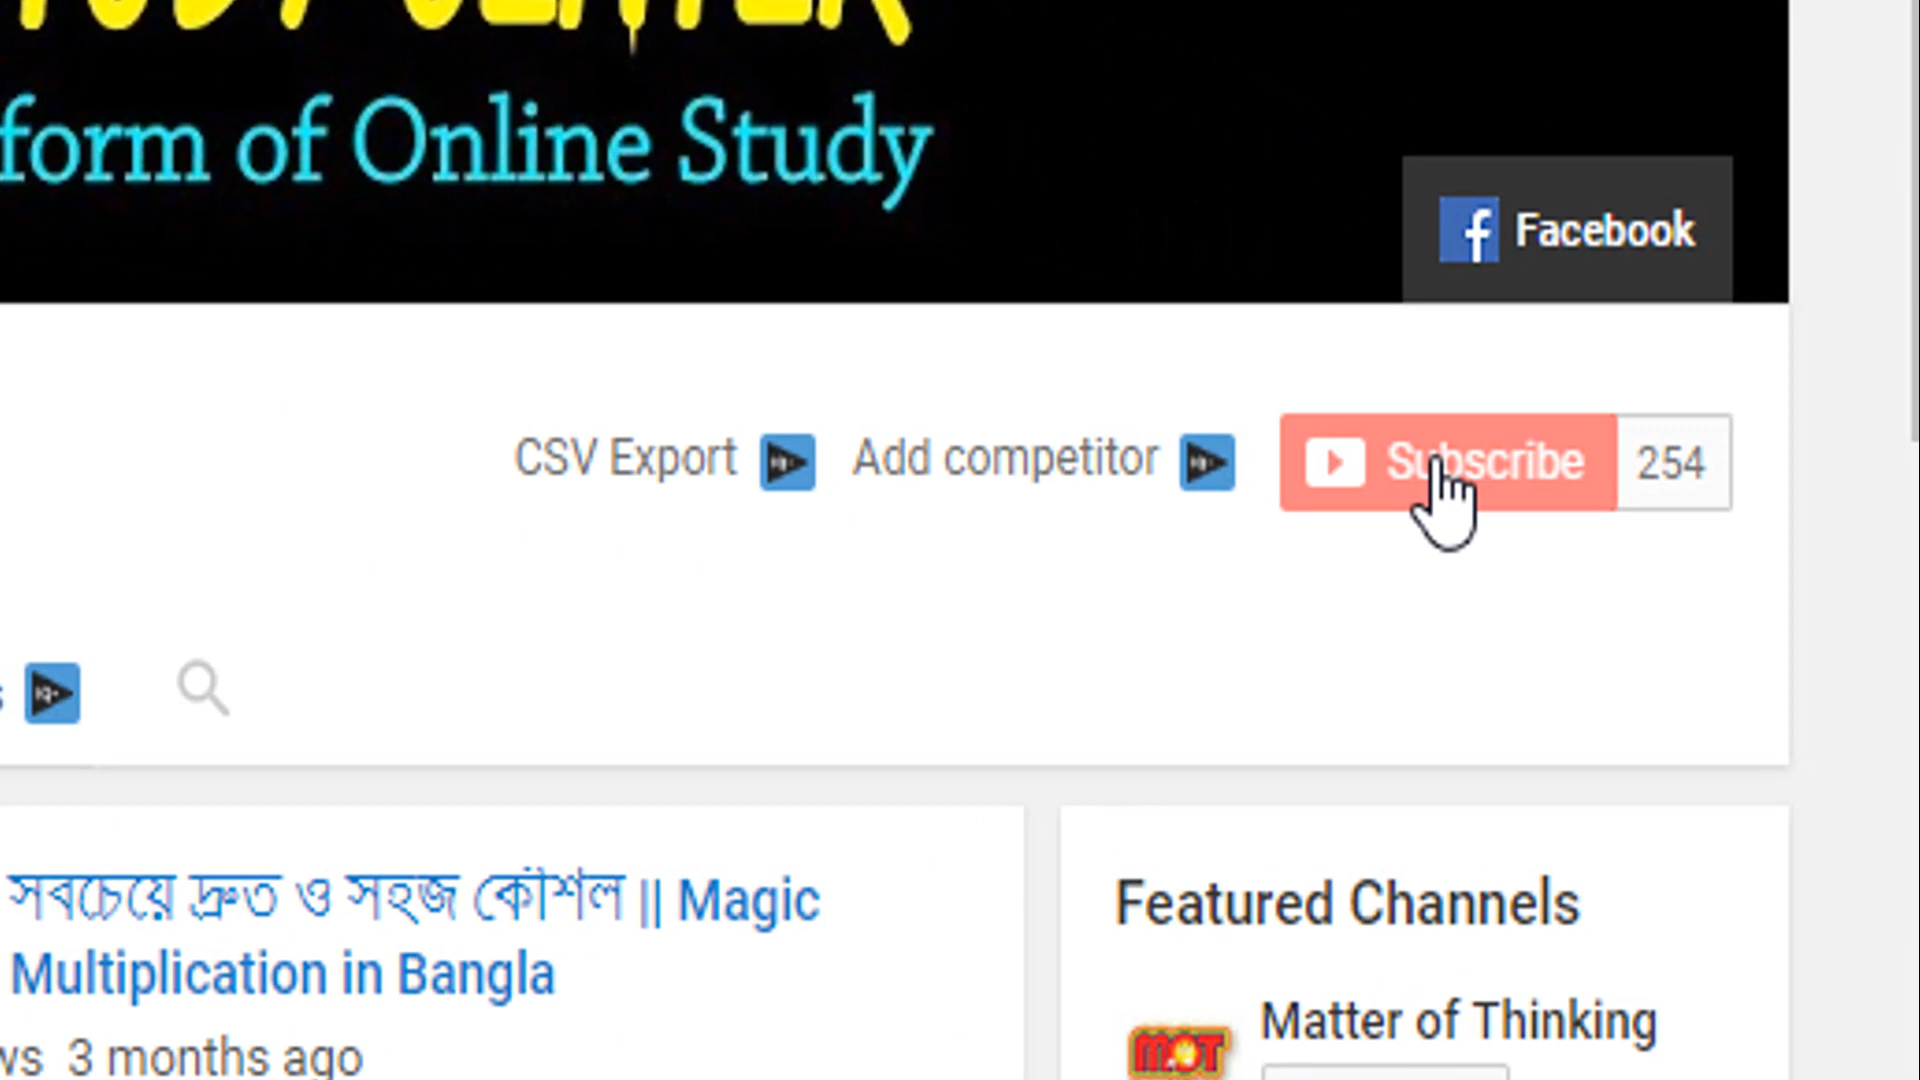 CENTER
form of Online Study
Facebook
CSV Export Add competitor Subscribe 254
সবচেয়ে দ্রুত ও সহজ কৌশল || Magic
Multiplication in Bangla
3 months ago
Featured Channels
Matter of Thinking
M.O.T